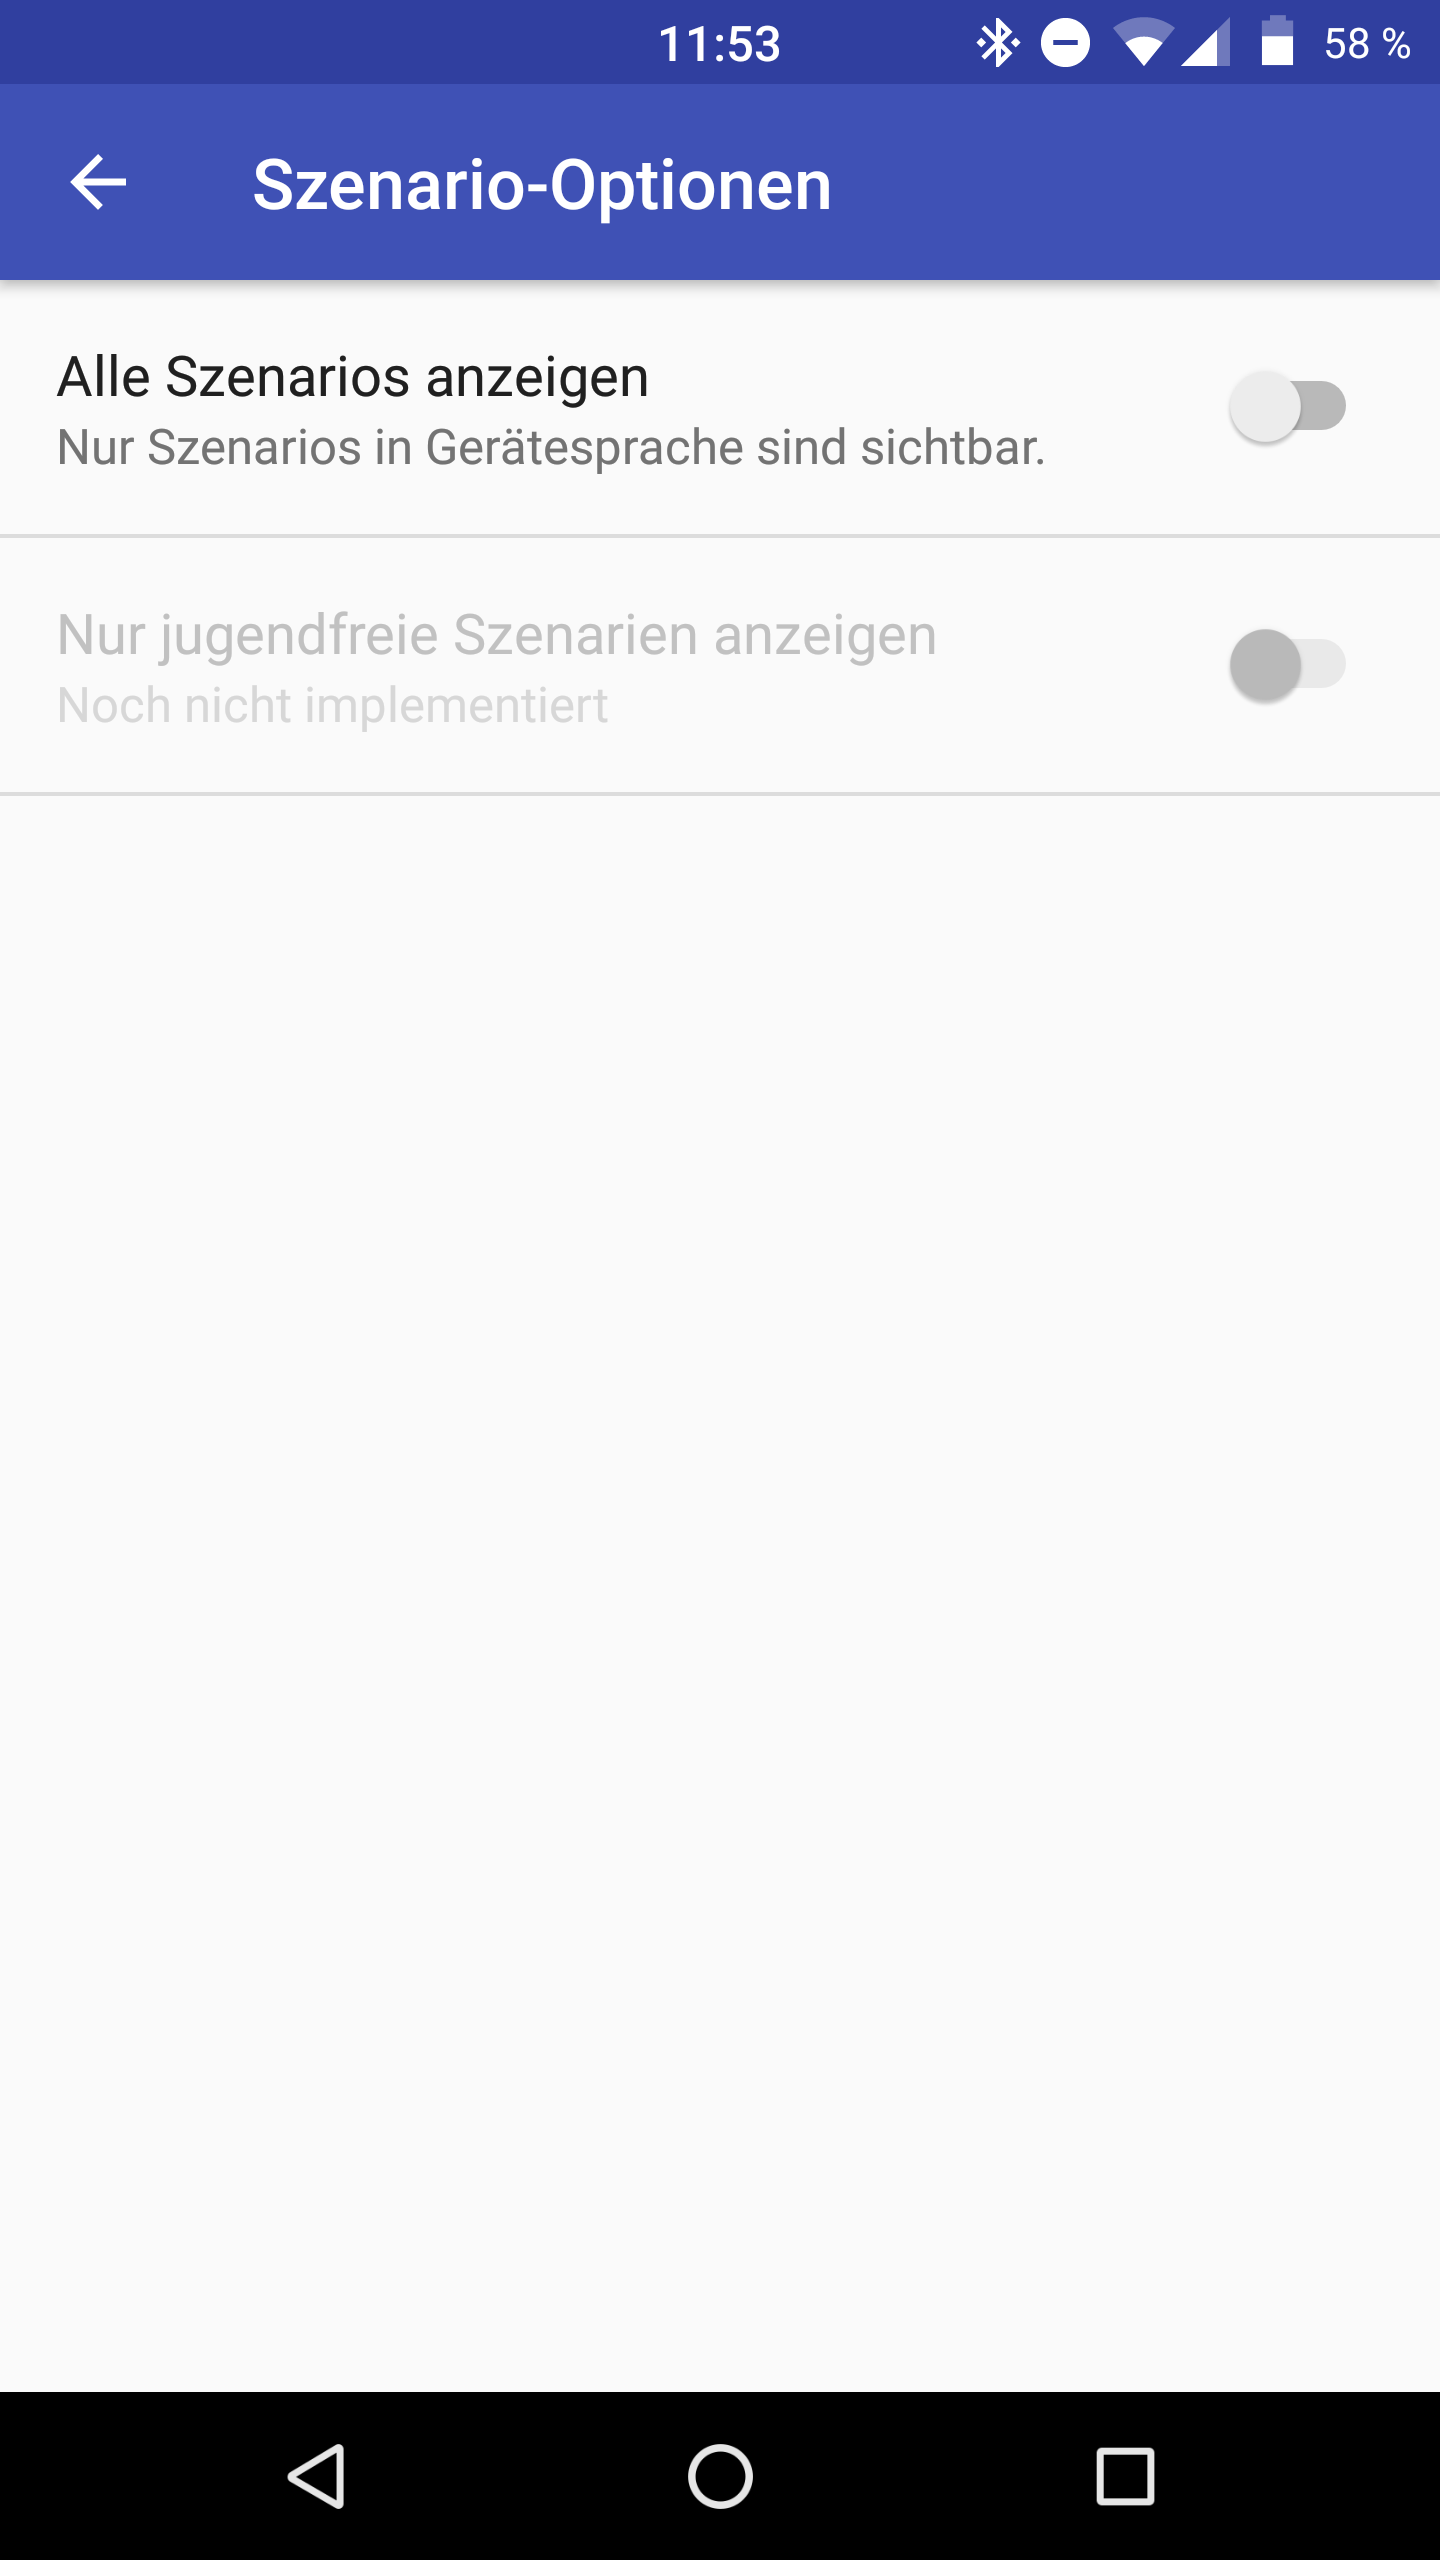 11:53
58 %
Szenario-Optionen
Alle Szenarios anzeigen
Nur Szenarios in Gerätesprache sind sichtbar.
Nur jugendfreie Szenarien anzeigen
Noch nicht implementiert